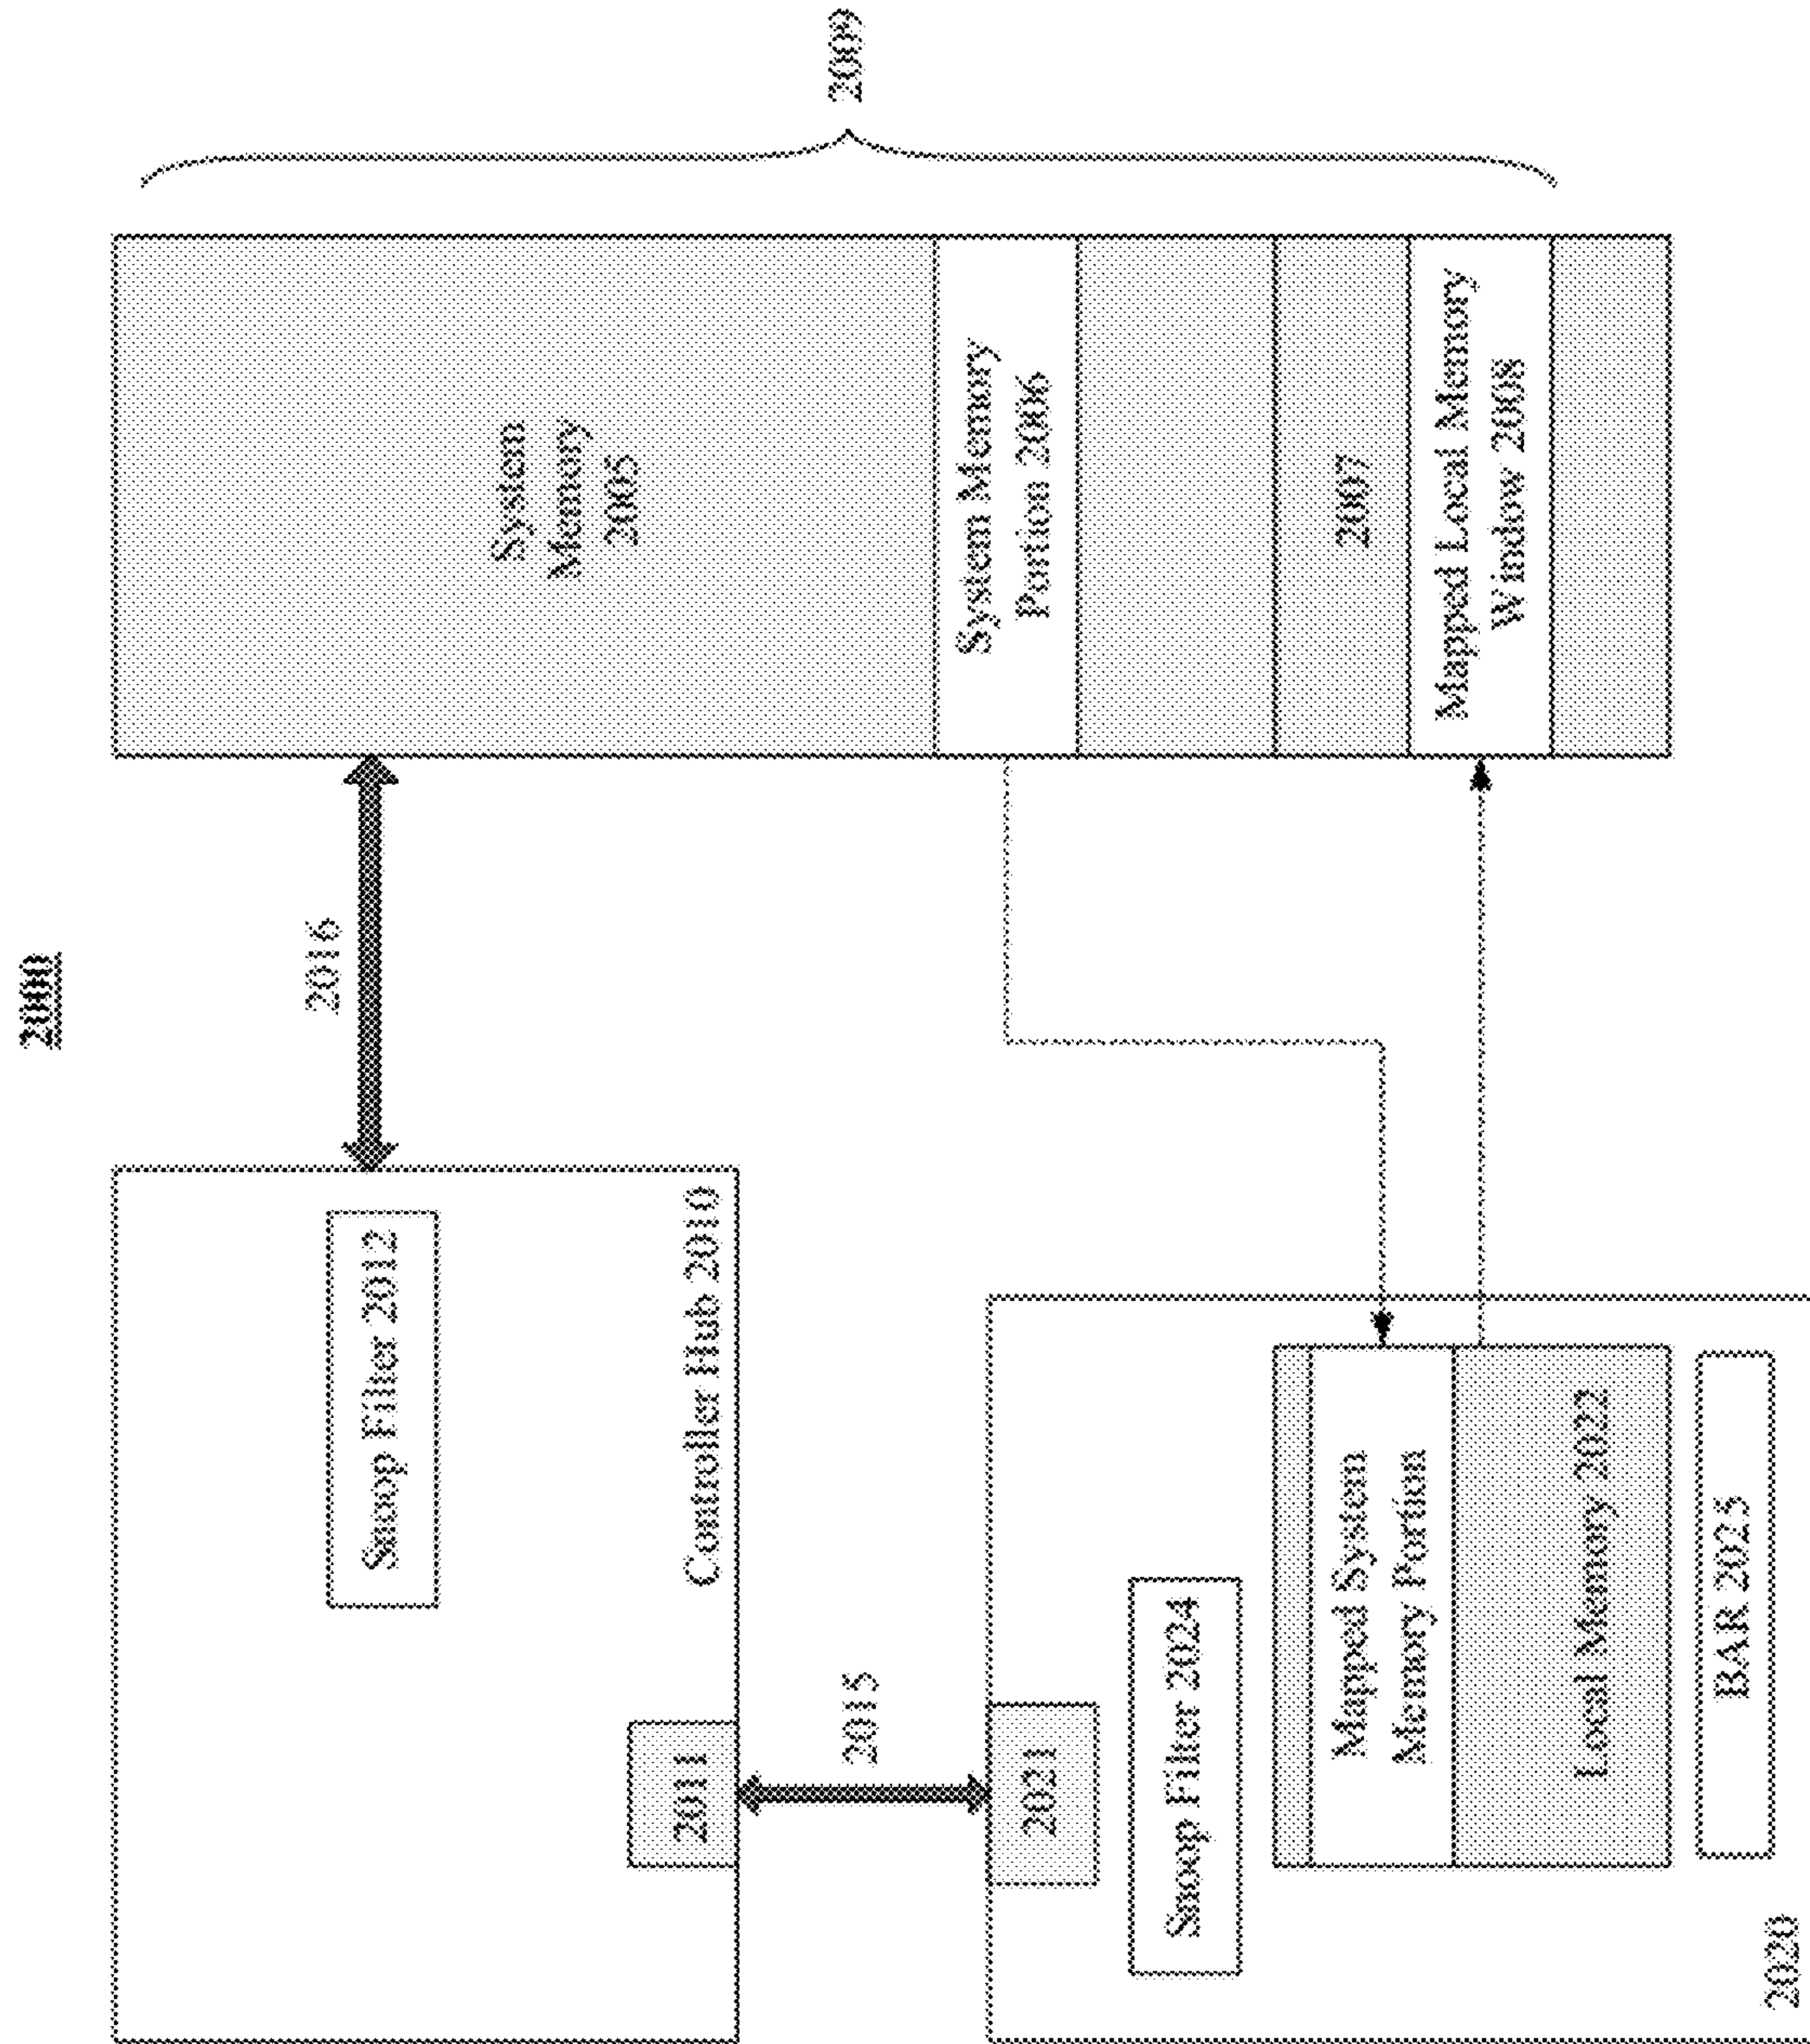 2000
2016
2009
Snoop Filter 2012
Controller Hub 2010
2011
2015
System
Memory
2005
System Memory
Portion 2006
2007
Mapped Local Memory
Window 2008
2021
Snoop Filter 2024
Mapped System
Memory Portion
Local Memory 2022
BAR 2025
2020